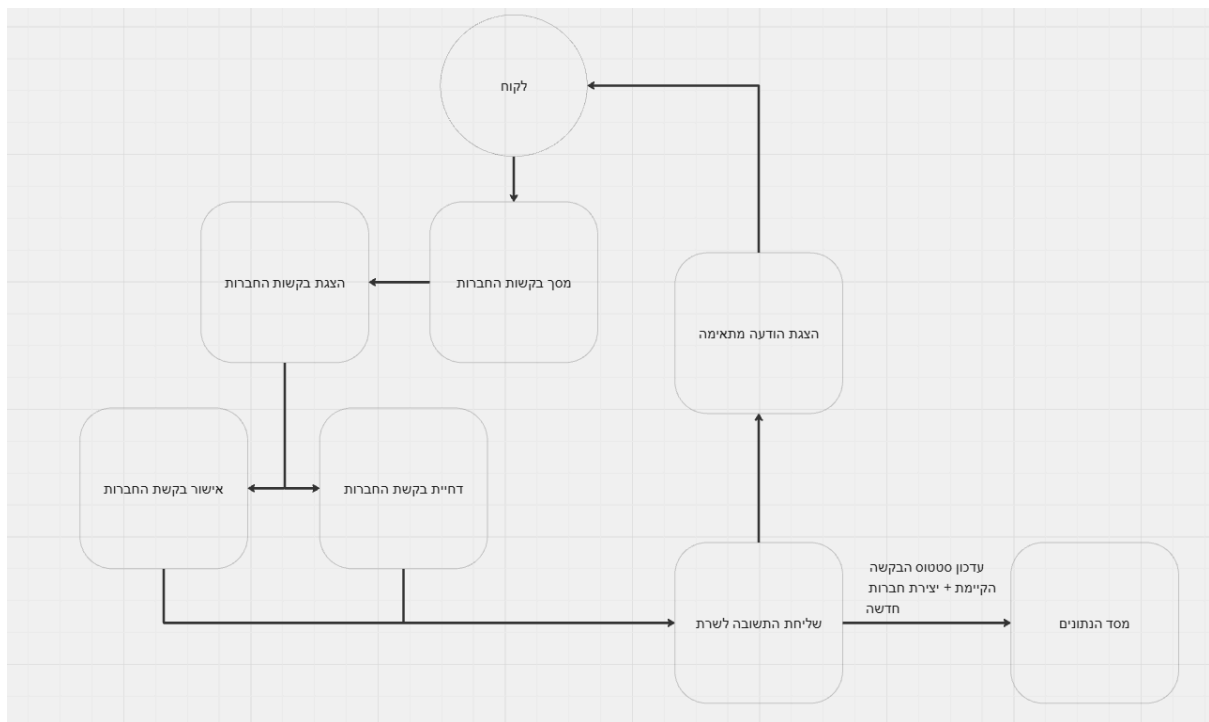 לקוח
מסך בקשות החברות
הצגת בקשות החברות
הצגת הודעה מתאימה
דחיית בקשת החברות
אישור בקשת החברות
עדכון סטטוס הבקשה
הקיימת + יצירת חברות
חדשה
מסד הנתונים
שליחת התשובה לשרת